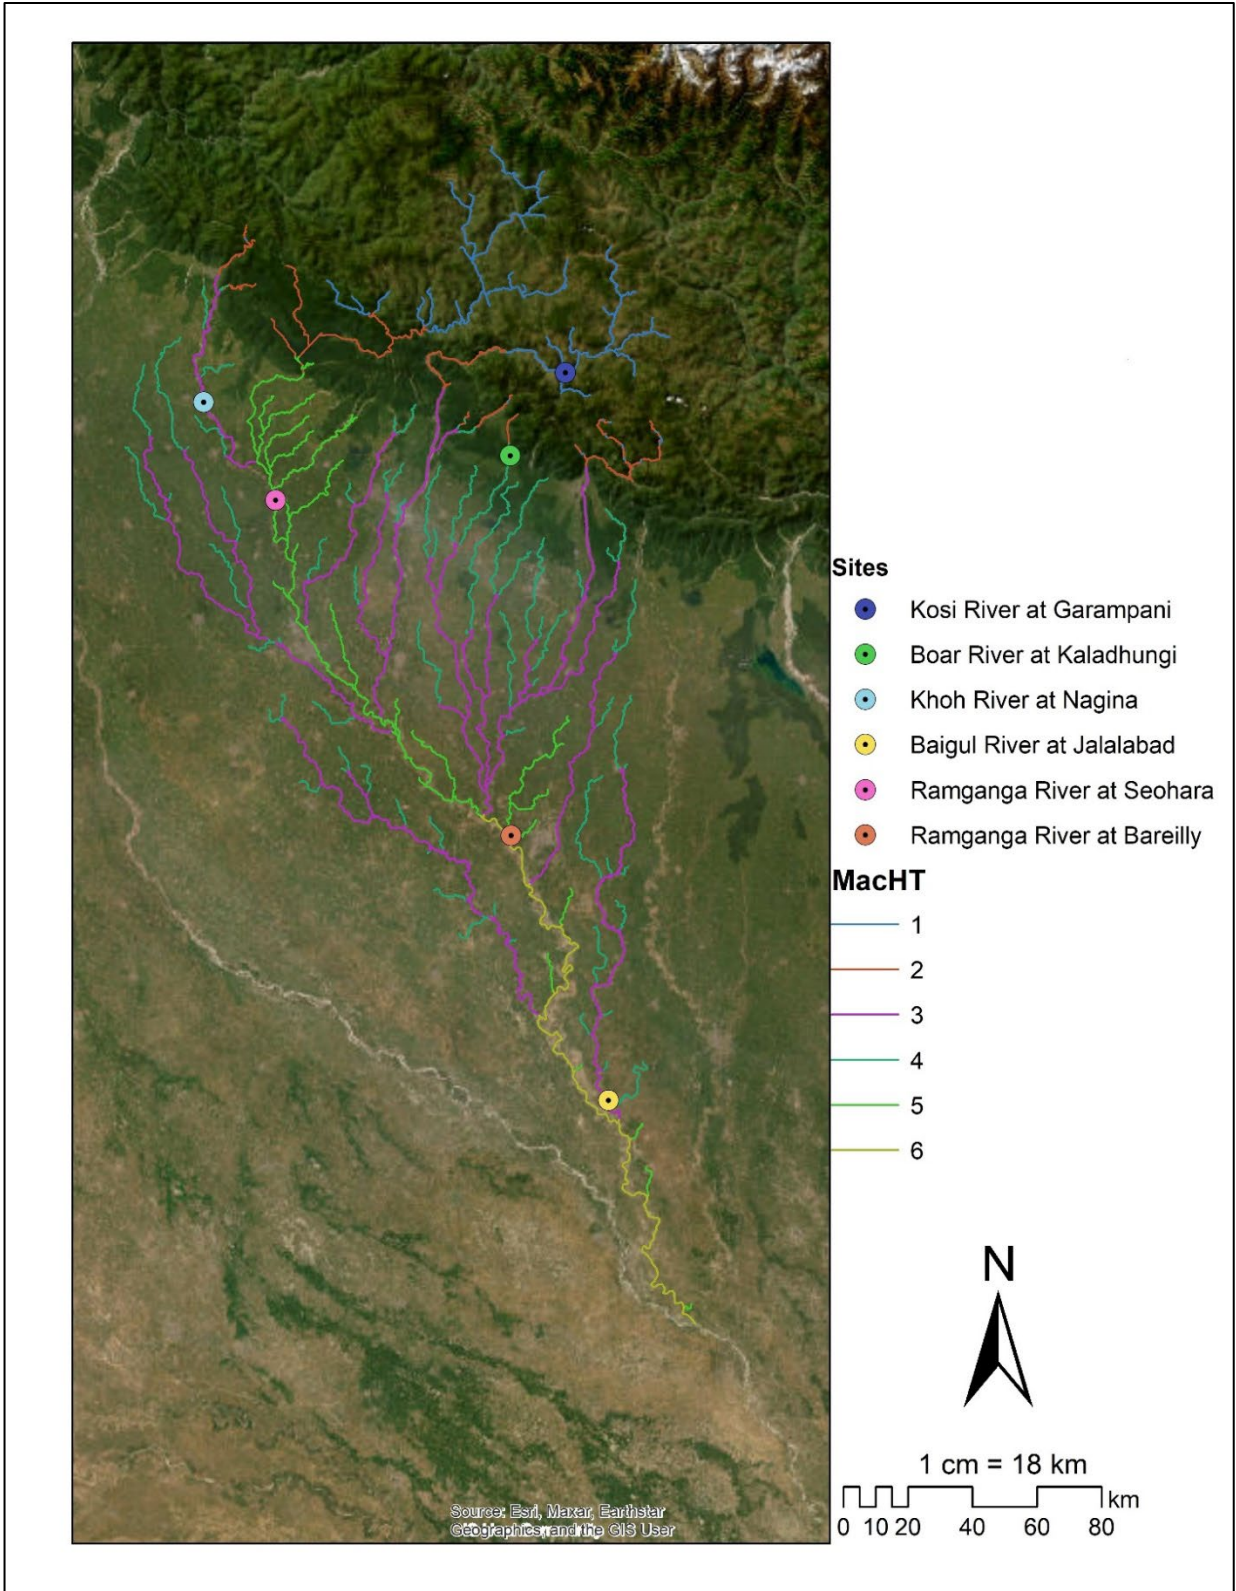 Sites
Kosi River at Garampani
Boar River at Kaladhungi
Khoh River at Nagina
Baigul River at Jalalabad
Ramganga River at Seohara
Ramganga River at Bareilly
MacHT
1
2
3
4
5
6
N
1 cm = 18 km
km
0 10 20 40 60 80
Source: Esri, Maxar, Earthstar
Geographics, and the GIS User